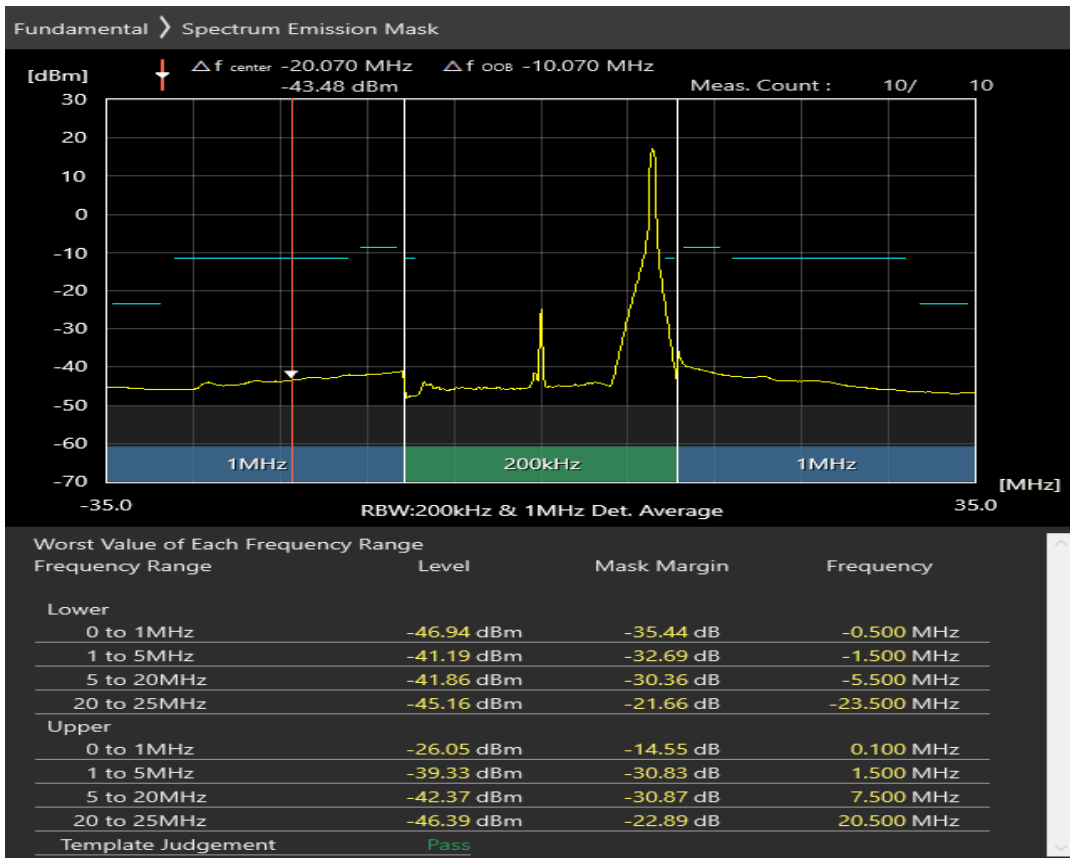 Fundamental ❯ Spectrum Emission Mask
[dBm] △f center -20.070 MHz △f OOB -10.070 MHz
-43.48 dBm Meas. Count : 10/ 10
30
20
10
0
-10
-20
-30
-40
-50
-60
1MHz 200kHz 1MHz
-70 [MHz]
-35.0 RBW:200kHz & 1MHz Det. Average 35.0
Worst Value of Each Frequency Range
Frequency Range Level Mask Margin Frequency
Lower
0 to 1MHz -46.94 dBm -35.44 dB -0.500 MHz
1 to 5MHz -41.19 dBm -32.69 dB -1.500 MHz
5 to 20MHz -41.86 dBm -30.36 dB -5.500 MHz
20 to 25MHz -45.16 dBm -21.66 dB -23.500 MHz
Upper
0 to 1MHz -26.05 dBm -14.55 dB 0.100 MHz
1 to 5MHz -39.33 dBm -30.83 dB 1.500 MHz
5 to 20MHz -42.37 dBm -30.87 dB 7.500 MHz
20 to 25MHz -46.39 dBm -22.89 dB 20.500 MHz
Template Judgement Pass